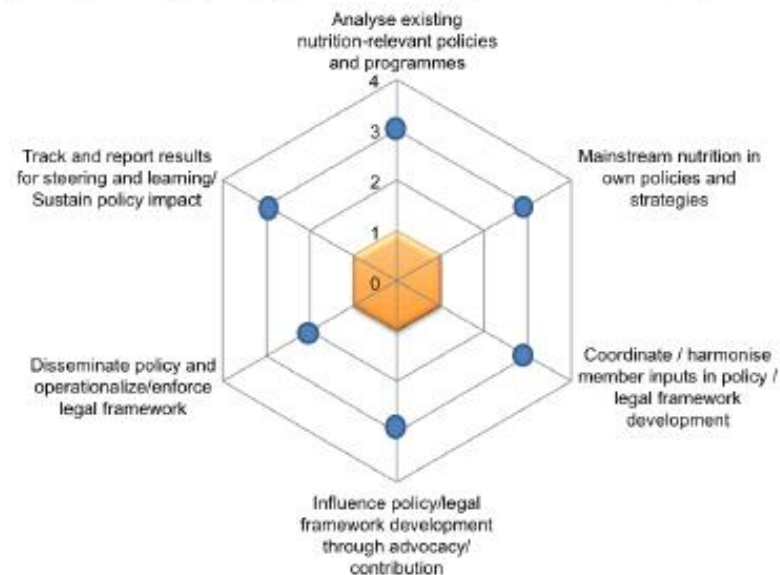 Analyse existing
nutrition-relevant policies
and programmes
4
3
2
1
0
Mainstream nutrition in
own policies and
strategies
Coordinate / harmonise
member inputs in policy /
legal framework
development
Influence policy/legal
framework development
through advocacy/
contribution
Disseminate policy and
operationalize/enforce
legal framework
Track and report results
for steering and learning/
Sustain policy impact